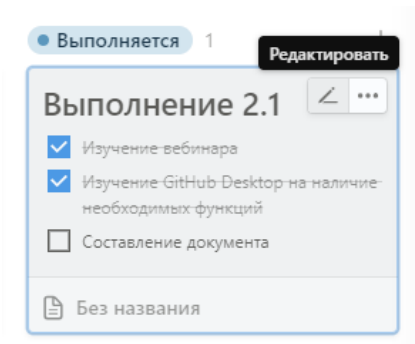 Выполняется 1
Редактировать
Выполнение 2.1
Изучение вебинара
Изучение GitHub Desktop на наличие
необходимых функций
Составление документа
Без названия